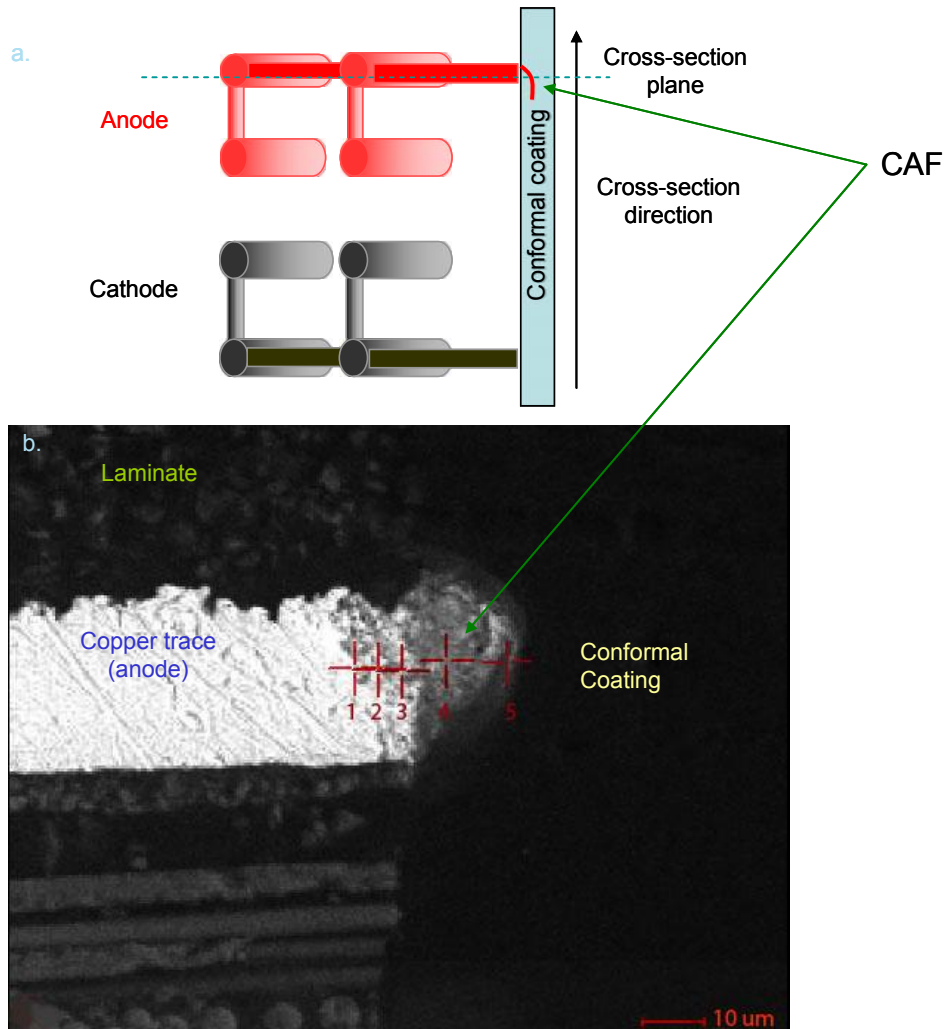 a.
Cross-section
plane
Anode
CAF
Conformal coating
Cross-section
direction
Cathode
b.
Laminate
Copper trace
(anode)
Conformal
Coating
1 2 3 4 5
10 um